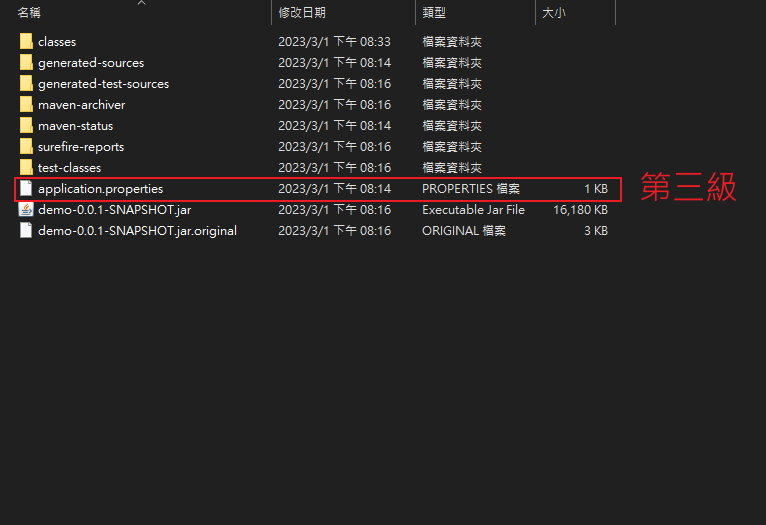 名稱 修改日期 類型 大小
classes 2023/3/1 下午 08:33 檔案資料夾
generated-sources 2023/3/1 下午 08:14 檔案資料夾
generated-test-sources 2023/3/1 下午 08:16 檔案資料夾
maven-archiver 2023/3/1 下午 08:16 檔案資料夾
maven-status 2023/3/1 下午 08:14 檔案資料夾
surefire-reports 2023/3/1 下午 08:16 檔案資料夾
test-classes 2023/3/1 下午 08:16 檔案資料夾
application.properties 2023/3/1 下午 08:14 PROPERTIES 檔案 1 KB 第三級
demo-0.0.1-SNAPSHOT.jar 2023/3/1 下午 08:16 Executable Jar File 16,180 KB
demo-0.0.1-SNAPSHOT.jar.original 2023/3/1 下午 08:16 ORIGINAL 檔案 3 KB